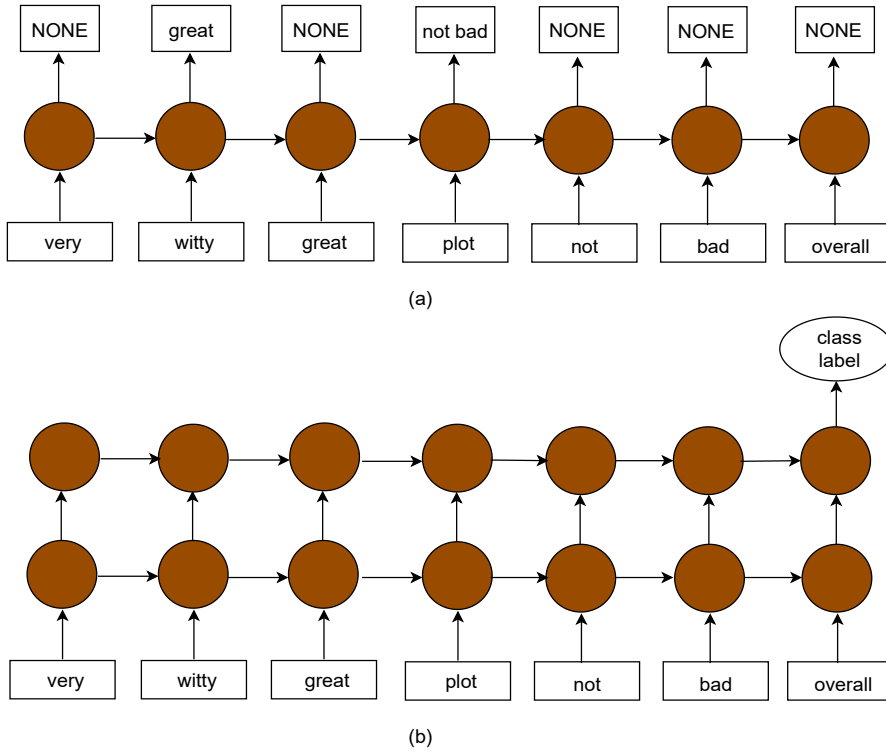 NONE great NONE not bad NONE NONE NONE
very witty great plot not bad overall
(a)
class
label
very witty great plot not bad overall
(b)